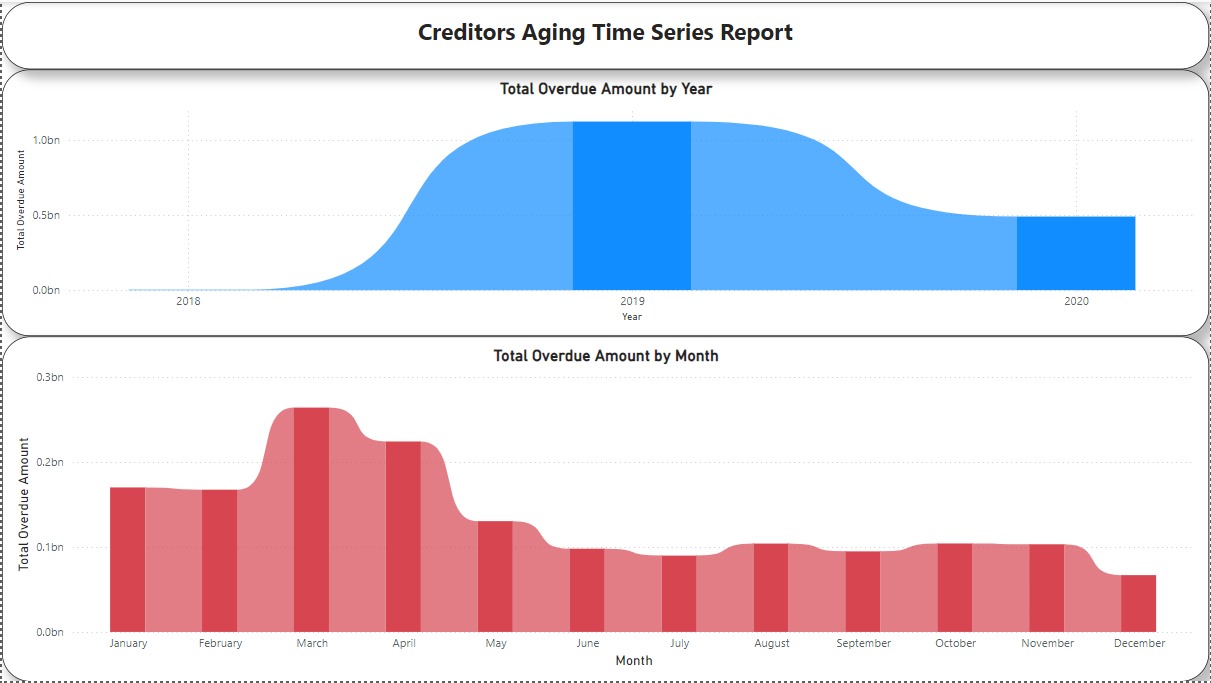 Creditors Aging Time Series Report
Total Overdue Amount by Year
Total Overdue Amount
1.0bn
0.5bn
0.0bn
2018 2019 2020
Year
Total Overdue Amount by Month
Total Overdue Amount
0.3bn
0.2bn
0.1bn
0.0bn
January February March April May June July August September October November December
Month